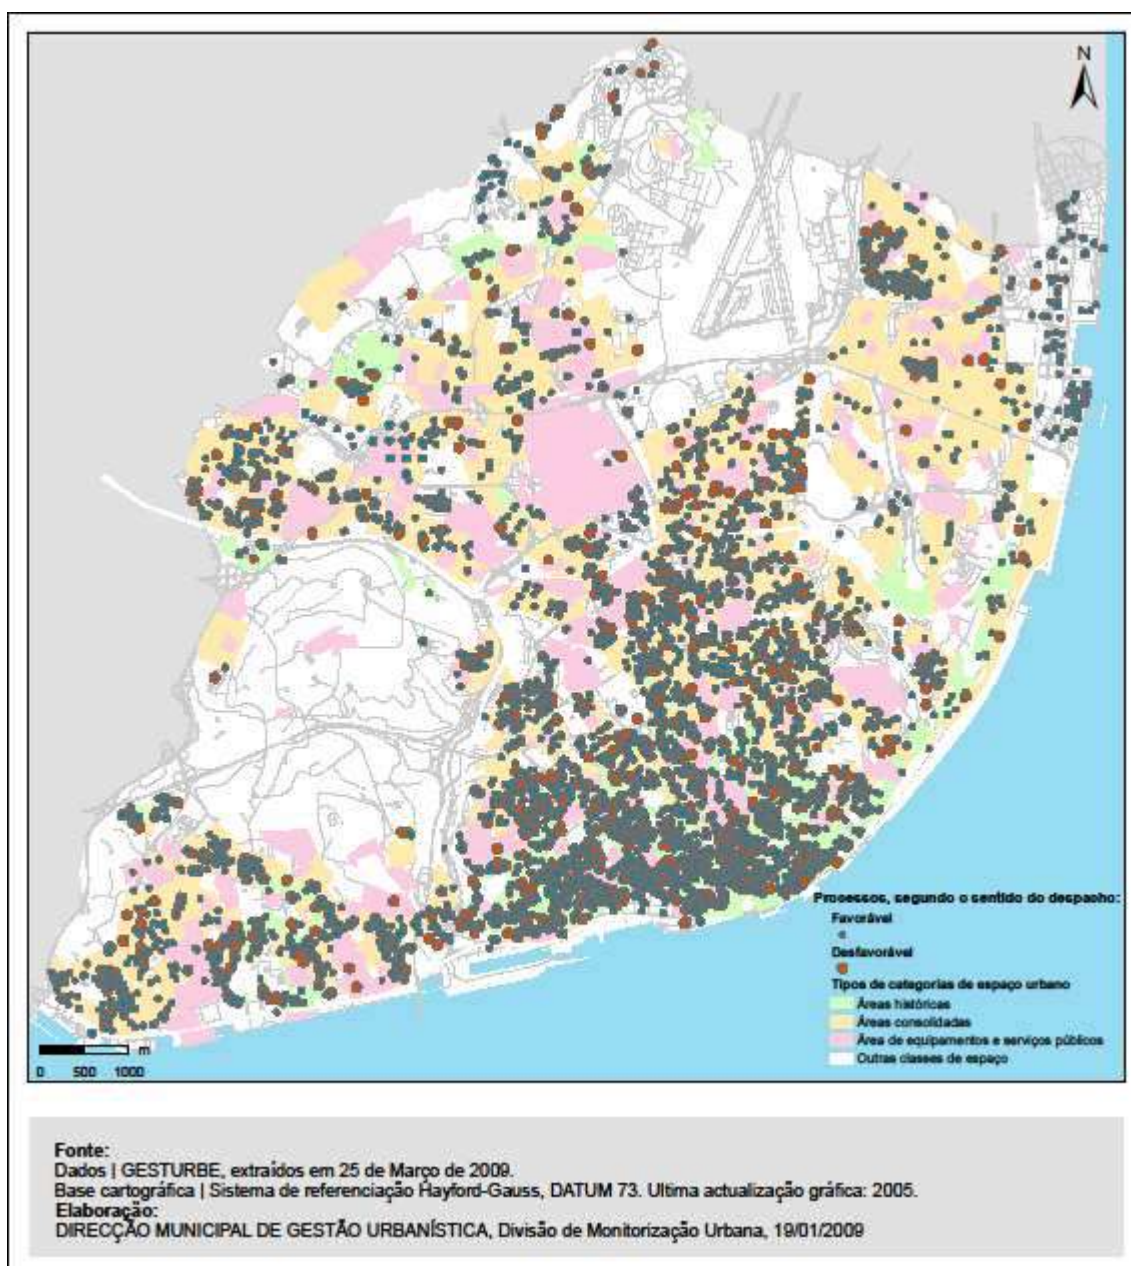 N
Processos, segundo o sentido do despacho:
Favorável
Desfavorável
Tipos de categorias de espaço urbano
Áreas históricas
Áreas consolidadas
Área de equipamentos e serviços públicos
Outras classes de espaço
m
0 500 1000
Fonte:
Dados | GESTURBE, extraídos em 25 de Março de 2009.
Base cartográfica | Sistema de referenciação Hayford-Gauss, DATUM 73. Ultima actualização gráfica: 2005.
Elaboração:
DIRECÇÃO MUNICIPAL DE GESTÃO URBANÍSTICA, Divisão de Monitorização Urbana, 19/01/2009